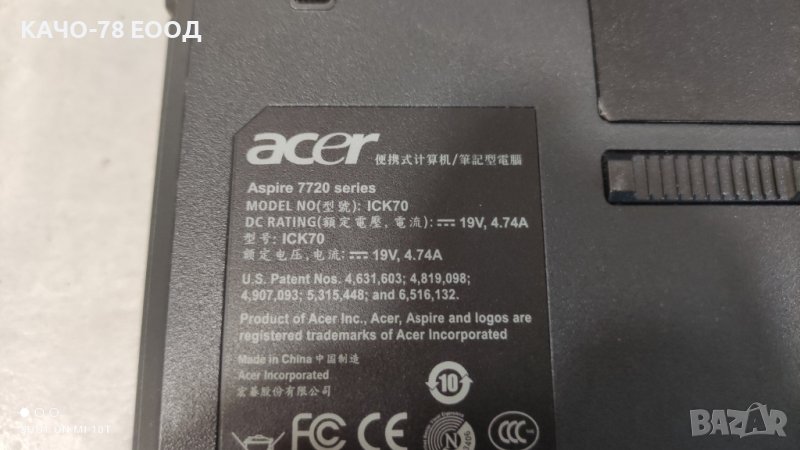 КАЧО-78 ЕООД
acer 便携式计算机/筆記型電腦
Aspire 7720 series
MODEL NO(型號): ICK70
DC RATING(額定電壓, 電流): 19V, 4.74A
型号: ICK70
额定电压, 电流: 19V, 4.74A
U.S. Patent Nos. 4,631,603; 4,819,098;
4,907,093; 5,315,448; and 6,516,132.
Product of Acer Inc., Acer, Aspire and logos are
registered trademarks of Acer Incorporated
Made in China 中国制造
Acer Incorporated
宏碁股份有限公司
10
FC CE N CCC
BAZAR